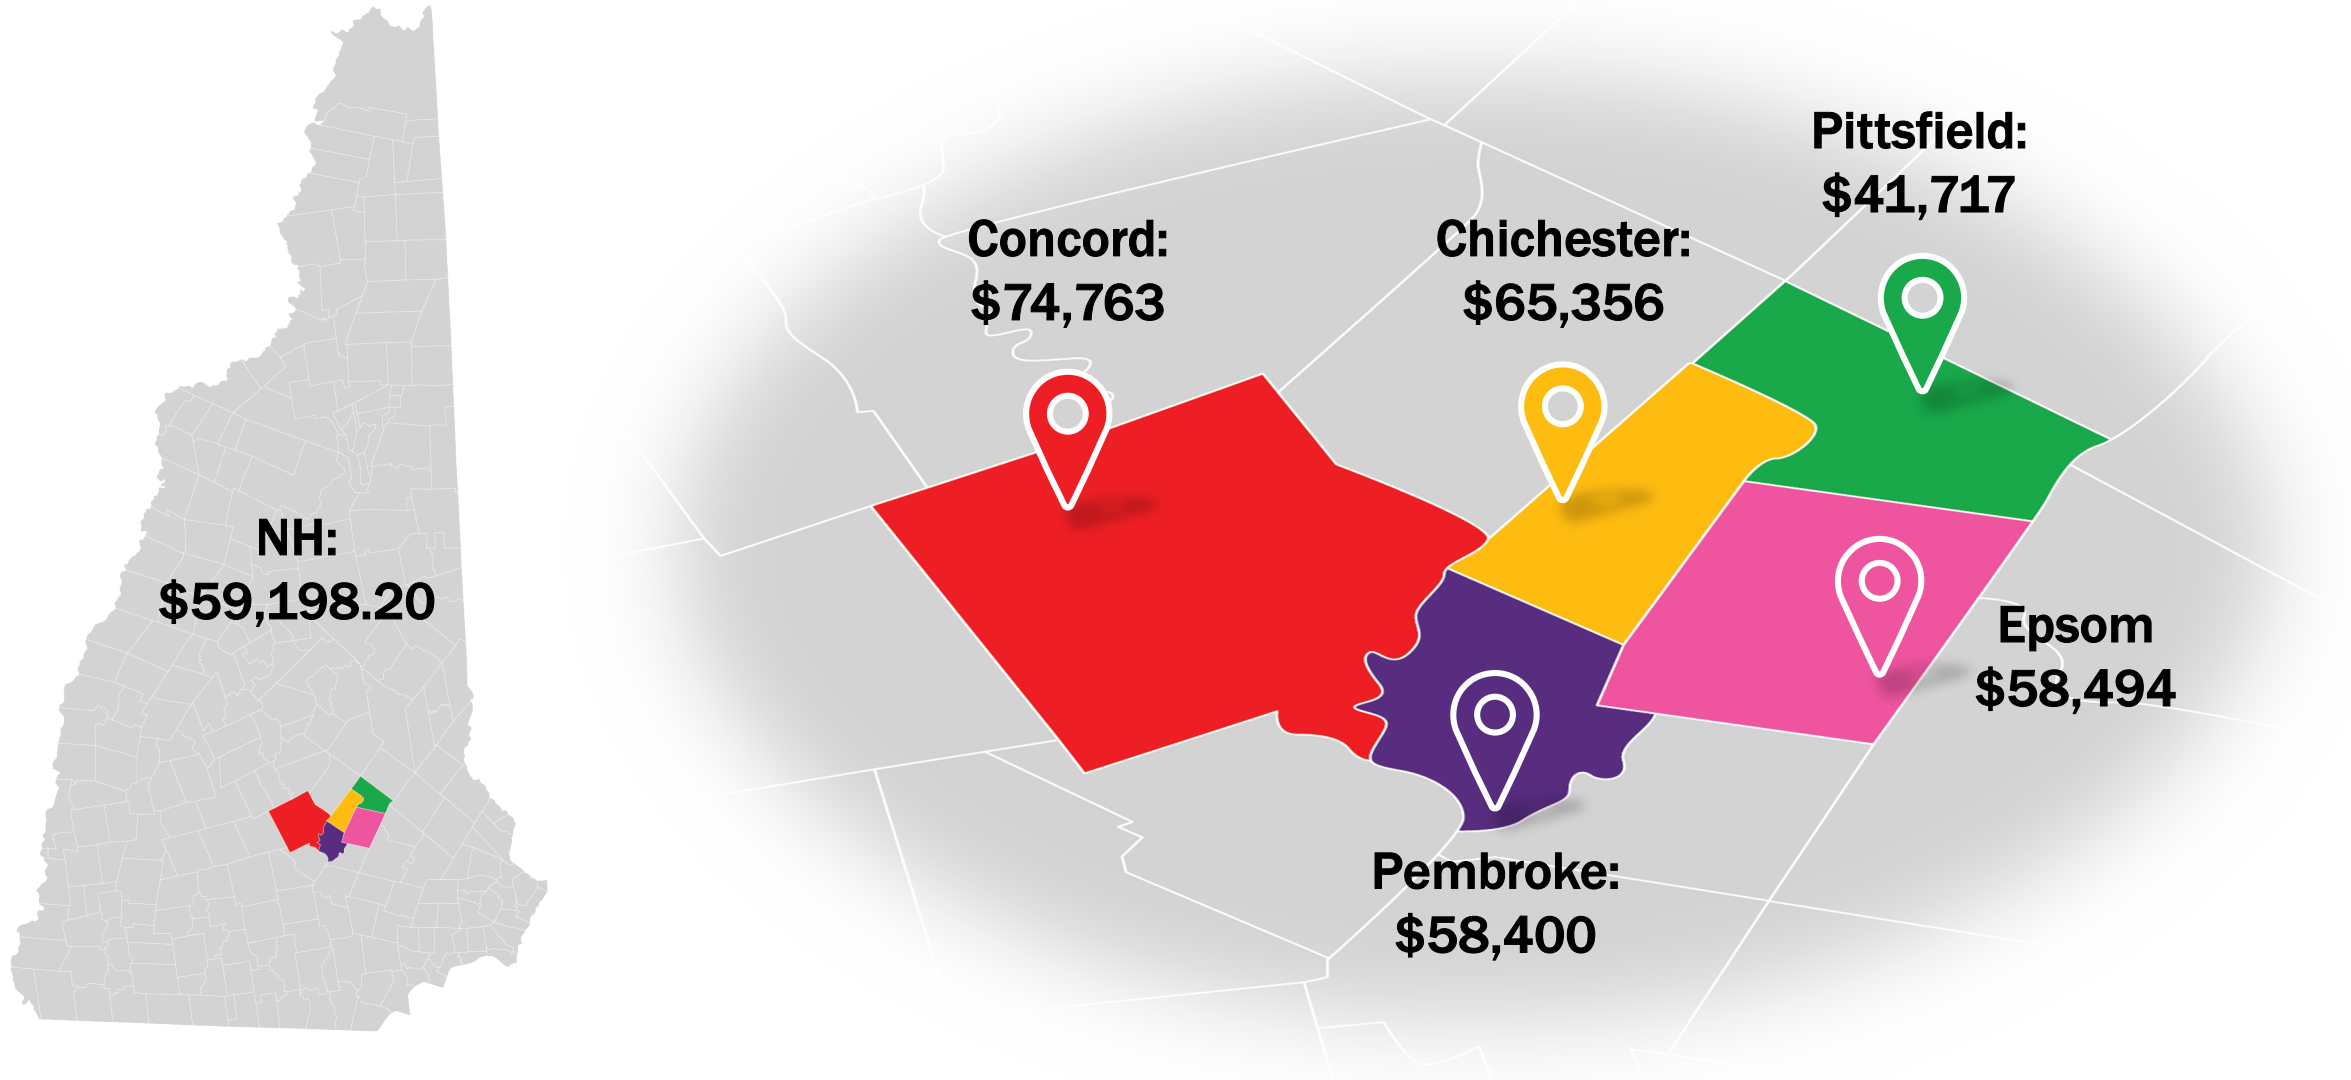 NH:
$59,198.20
Concord:
$74,763
Chichester:
$65,356
Pittsfield:
$41,717
Epsom
$58,494
Pembroke:
$58,400